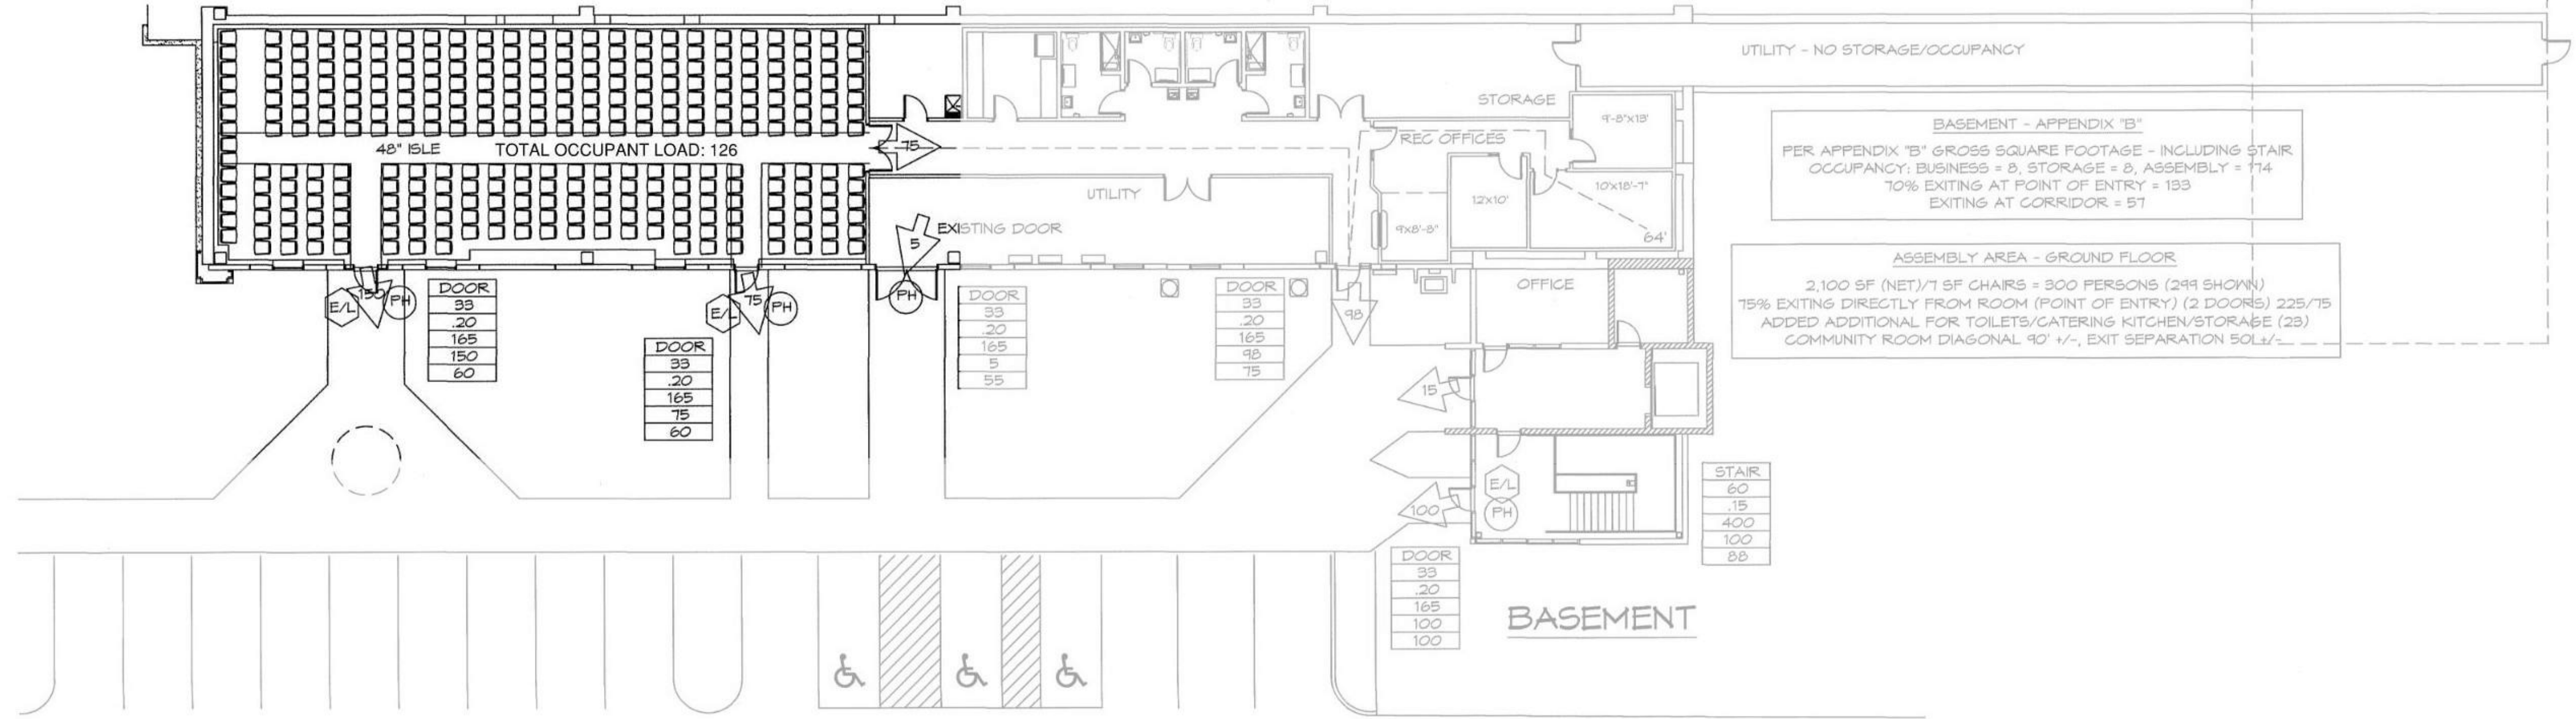 UTILITY - NO STORAGE/OCCUPANCY
STORAGE
9'-8"X13'
REC OFFICES
48" ISLE
TOTAL OCCUPANT LOAD: 126
75
BASEMENT - APPENDIX "B"
PER APPENDIX "B" GROSS SQUARE FOOTAGE - INCLUDING STAIR
OCCUPANCY: BUSINESS = 8, STORAGE = 8, ASSEMBLY = 174
70% EXITING AT POINT OF ENTRY = 133
EXITING AT CORRIDOR = 57
UTILITY
12X10'
10'X18'-7"
9X8'-8"
64'
EXISTING DOOR
5
ASSEMBLY AREA - GROUND FLOOR
2,100 SF (NET)/7 SF CHAIRS = 300 PERSONS (299 SHOWN)
75% EXITING DIRECTLY FROM ROOM (POINT OF ENTRY) (2 DOORS) 225/75
ADDED ADDITIONAL FOR TOILETS/CATERING KITCHEN/STORAGE (23)
COMMUNITY ROOM DIAGONAL 90' +/-, EXIT SEPARATION 50L+/-
OFFICE
E/L
150
PH
DOOR
33
.20
165
150
60
E/L
75
PH
DOOR
33
.20
165
75
60
PH
DOOR
33
.20
165
5
55
DOOR
33
.20
165
98
75
98
15
E/L
PH
100
STAIR
60
.15
400
100
88
DOOR
33
.20
165
100
100
BASEMENT